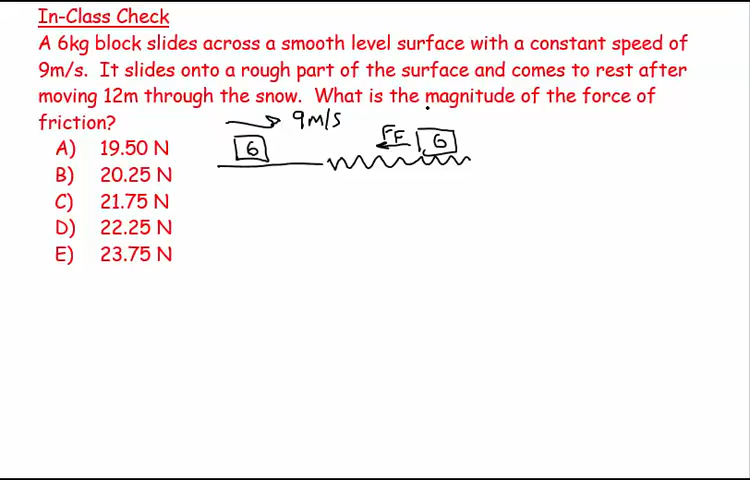 In-Class Check
A 6kg block slides across a smooth level surface with a constant speed of
9m/s. It slides onto a rough part of the surface and comes to rest after
moving 12m through the snow. What is the magnitude of the force of
friction?
9m/s
A) 19.50 N
6
FF
6
B) 20.25 N
C) 21.75 N
D) 22.25 N
E) 23.75 N